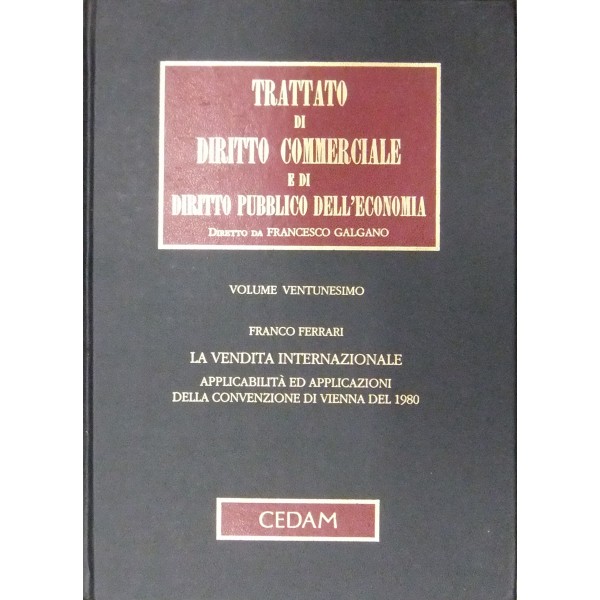 TRATTATO
DI
DIRITTO COMMERCIALE
E DI
DIRITTO PUBBLICO DELL'ECONOMIA
DIRETTO DA FRANCESCO GALGANO
VOLUME VENTUNESIMO
FRANCO FERRARI
LA VENDITA INTERNAZIONALE
APPLICABILITÀ ED APPLICAZIONI
DELLA CONVENZIONE DI VIENNA DEL 1980
CEDAM